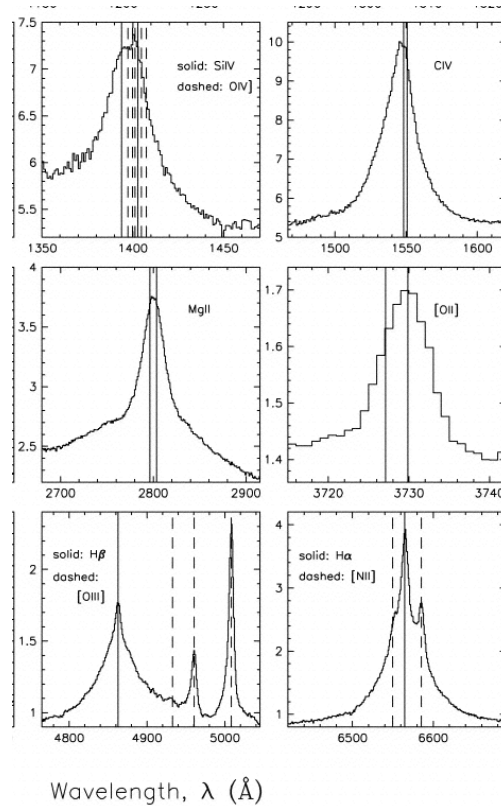 7.5
7
6.5
6
5.5
solid: SiIV
dashed: OIV]
1350 1400 1450
10
9
8
7
6
5
CIV
1500 1550 1600
4
3.5
3
2.5
MgII
2700 2800 2900
1.7
1.6
1.5
1.4
[OII]
3720 3730 3740
2
1.5
1
solid: Hβ
dashed:
[OIII]
4800 4900 5000
4
3
2
1
solid: Hα
dashed: [NII]
6500 6600
Wavelength, λ (Å)